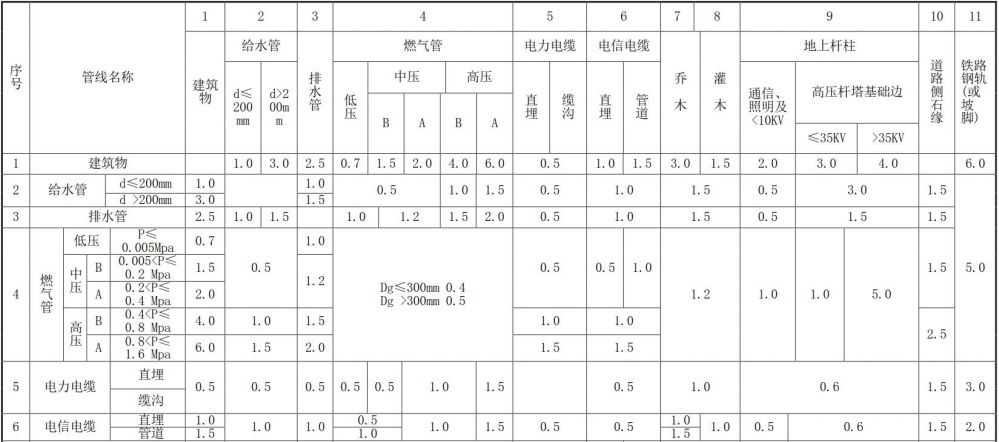 序号 管线名称 1 2 3 4 5 6 7 8 9 10 11
建筑物 给水管 排水管 燃气管 电力电缆 电信电缆 乔木 灌木 地上杆柱 道路侧石缘 铁路钢轨(或坡脚)
d≤200mm d>200mm 低压 中压 高压 直埋 缆沟 直埋 管道 通信、照明及<10KV 高压杆塔基础边
B A B A ≤35KV >35KV
1 建筑物 1.0 3.0 2.5 0.7 1.5 2.0 4.0 6.0 0.5 1.0 1.5 3.0 1.5 2.0 3.0 4.0 6.0
2 给水管 d≤200mm 1.0 1.0 0.5 1.0 1.5 0.5 1.0 1.5 0.5 3.0 1.5 5.0
d >200mm 3.0 1.5
3 排水管 2.5 1.0 1.5 1.0 1.2 1.5 2.0 0.5 1.0 1.5 0.5 1.5 1.5
4 燃气管 低压 P≤0.005Mpa 0.7 0.5 1.0 Dg≤300mm 0.4 Dg >300mm 0.5 0.5 0.5 1.0 1.2 1.0 1.0 5.0 1.5
中压 B 0.005<P≤0.2 Mpa 1.5 1.2
A 0.2<P≤0.4 Mpa 2.0
高压 B 0.4<P≤0.8 Mpa 4.0 1.0 1.5 1.0 1.0 2.5
A 0.8<P≤1.6 Mpa 6.0 1.5 2.0 1.5 1.5
5 电力电缆 直埋 0.5 0.5 0.5 0.5 0.5 1.0 1.5 0.5 1.0 0.6 1.5 3.0
缆沟
6 电信电缆 直埋 1.0 1.0 1.0 0.5 1.0 1.5 0.5 1.0 1.0 0.5 0.6 1.5 2.0
管道 1.5 1.0 1.5